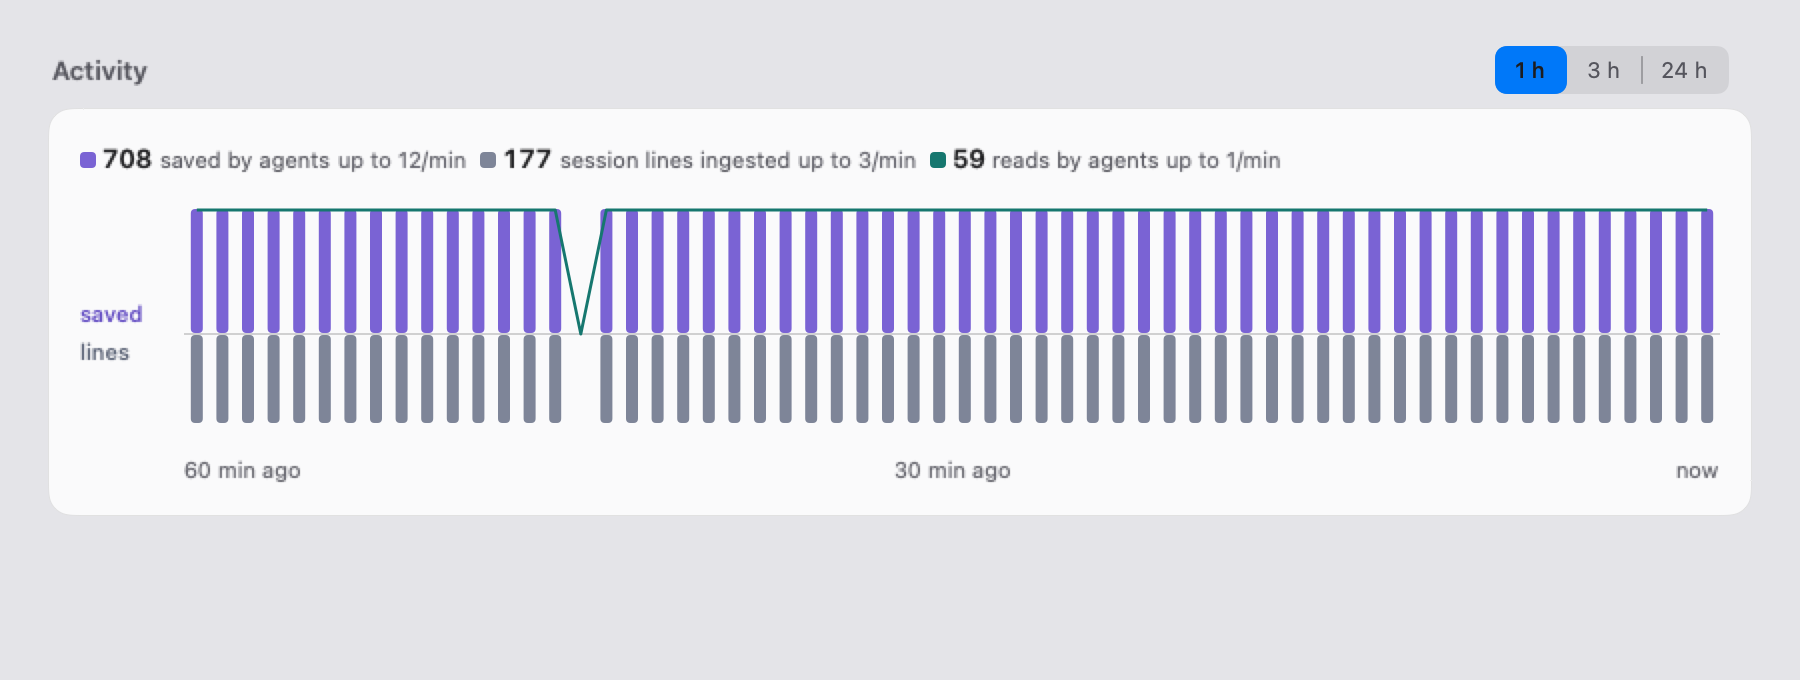 Activity
1 h 3 h 24 h
708 saved by agents up to 12/min 177 session lines ingested up to 3/min 59 reads by agents up to 1/min
saved
lines
60 min ago 30 min ago now